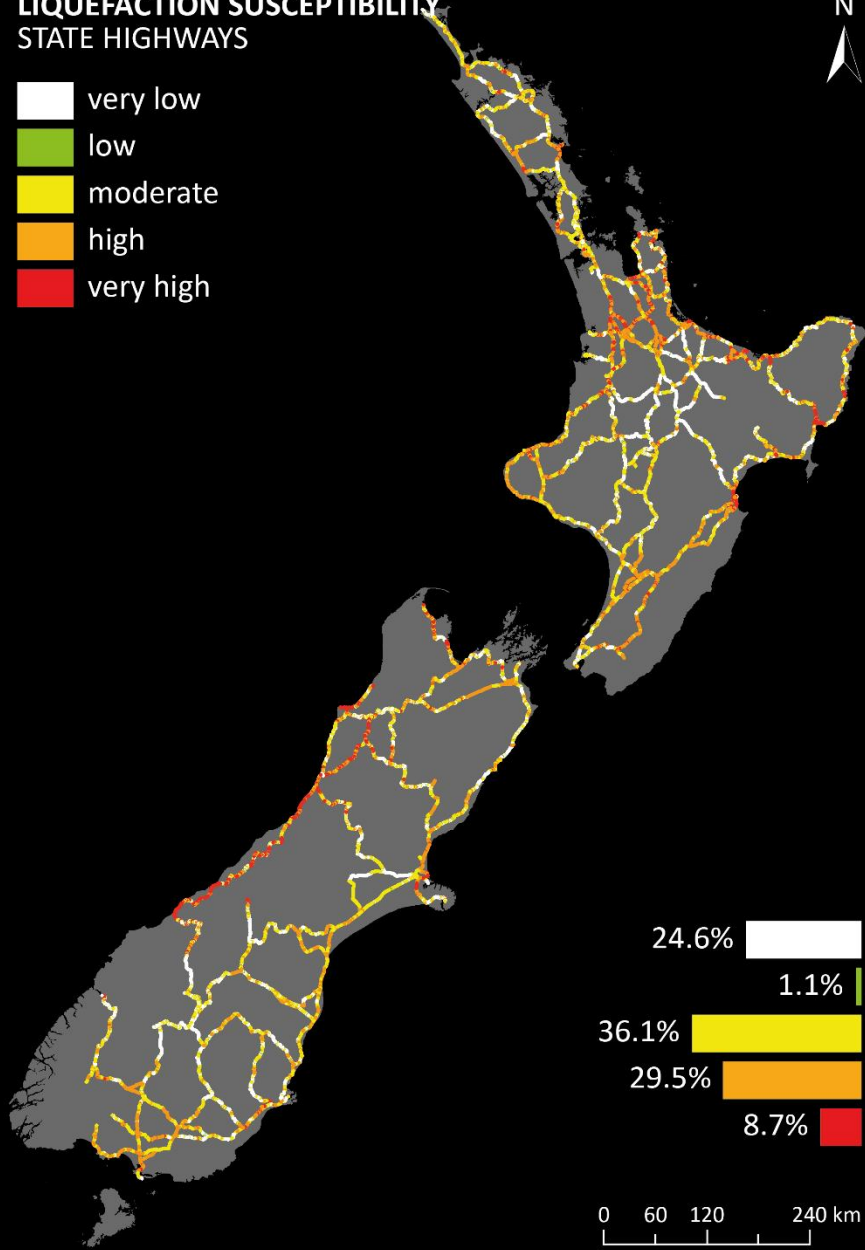 LIQUEFACTION SUSCEPTIBILITY
STATE HIGHWAYS
N
very low
low
moderate
high
very high
24.6%
1.1%
36.1%
29.5%
8.7%
0 60 120 240 km